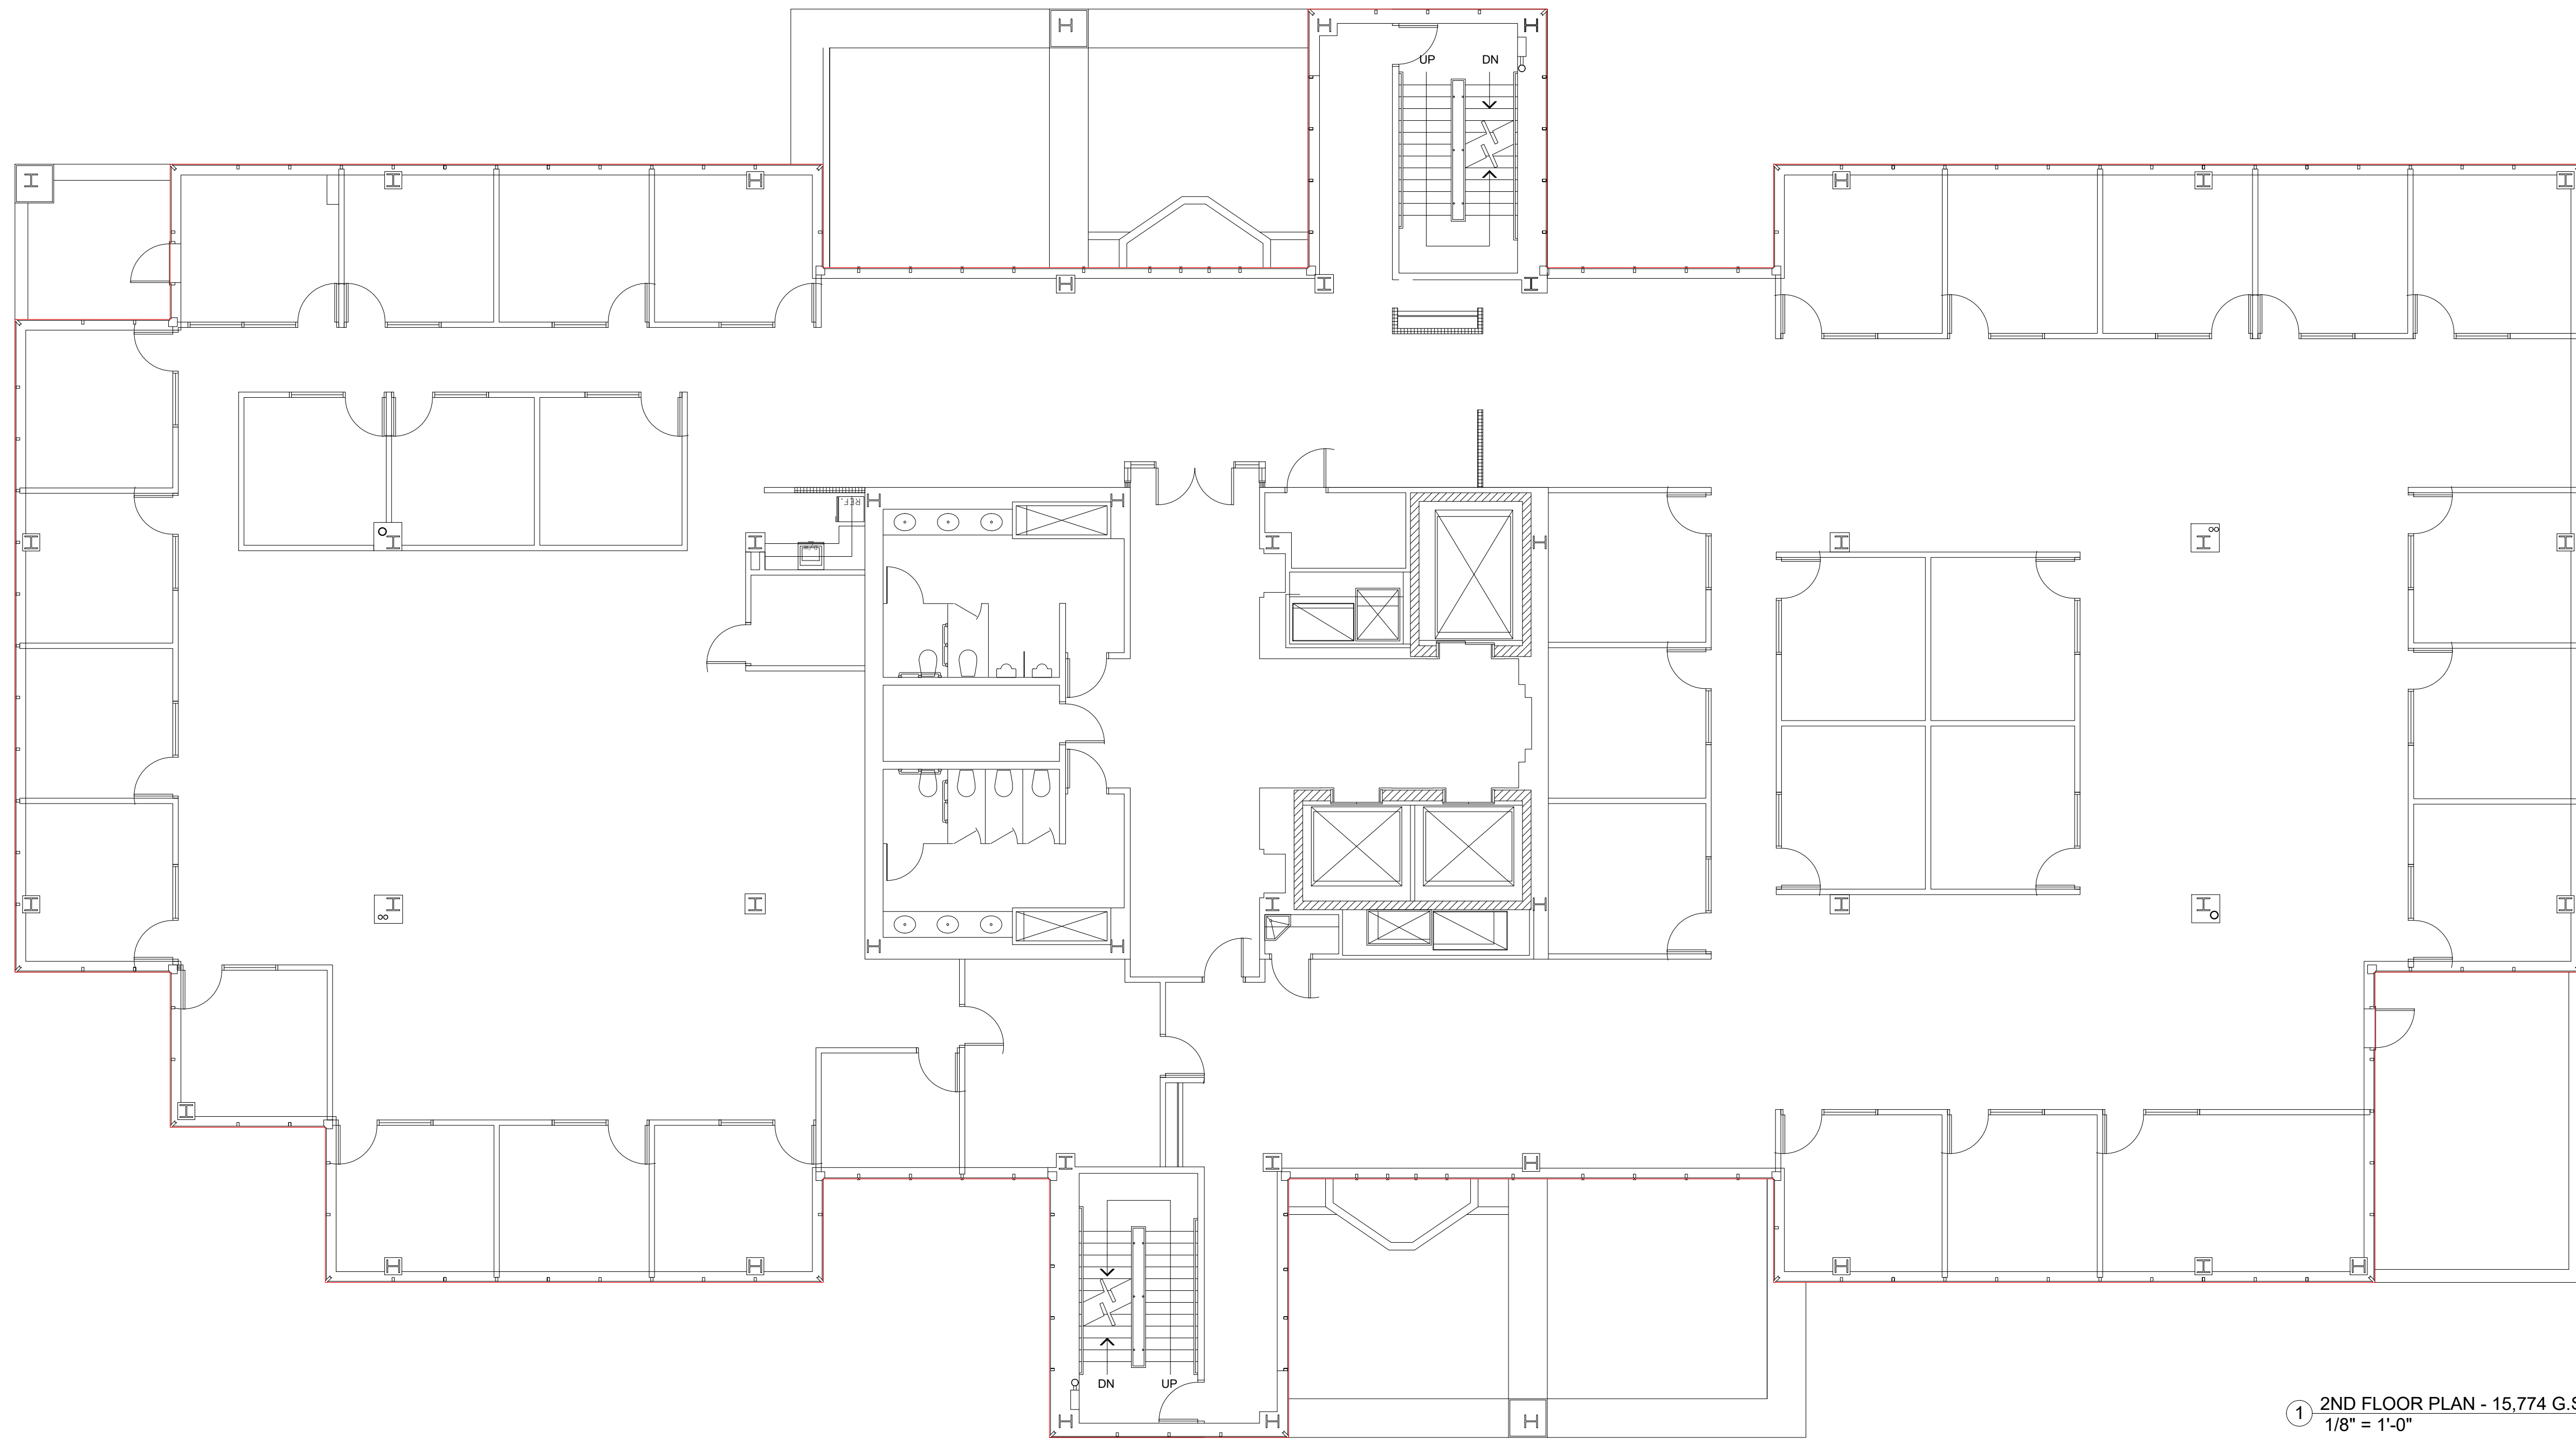 UP DN
REF.
DN UP
1 2ND FLOOR PLAN - 15,774 G.S
1/8" = 1'-0"